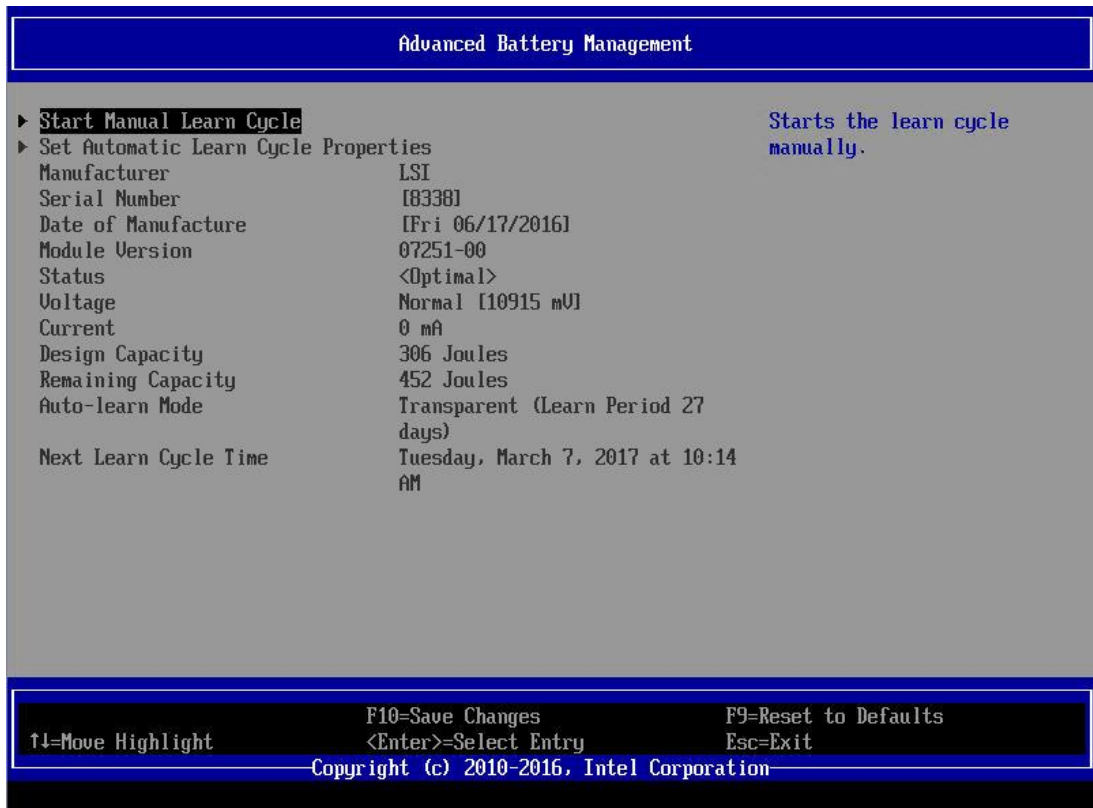 Advanced Battery Management
Start Manual Learn Cycle
Starts the learn cycle
Set Automatic Learn Cycle Properties
manually.
Manufacturer LSI
Serial Number [8338]
Date of Manufacture [Fri 06/17/2016]
Module Version 07251-00
Status <Optimal>
Voltage Normal [10915 mV]
Current 0 mA
Design Capacity 306 Joules
Remaining Capacity 452 Joules
Auto-learn Mode Transparent (Learn Period 27
days)
Next Learn Cycle Time Tuesday, March 7, 2017 at 10:14
AM
F10=Save Changes F9=Reset to Defaults
↑↓=Move Highlight <Enter>=Select Entry Esc=Exit
Copyright (c) 2010-2016, Intel Corporation